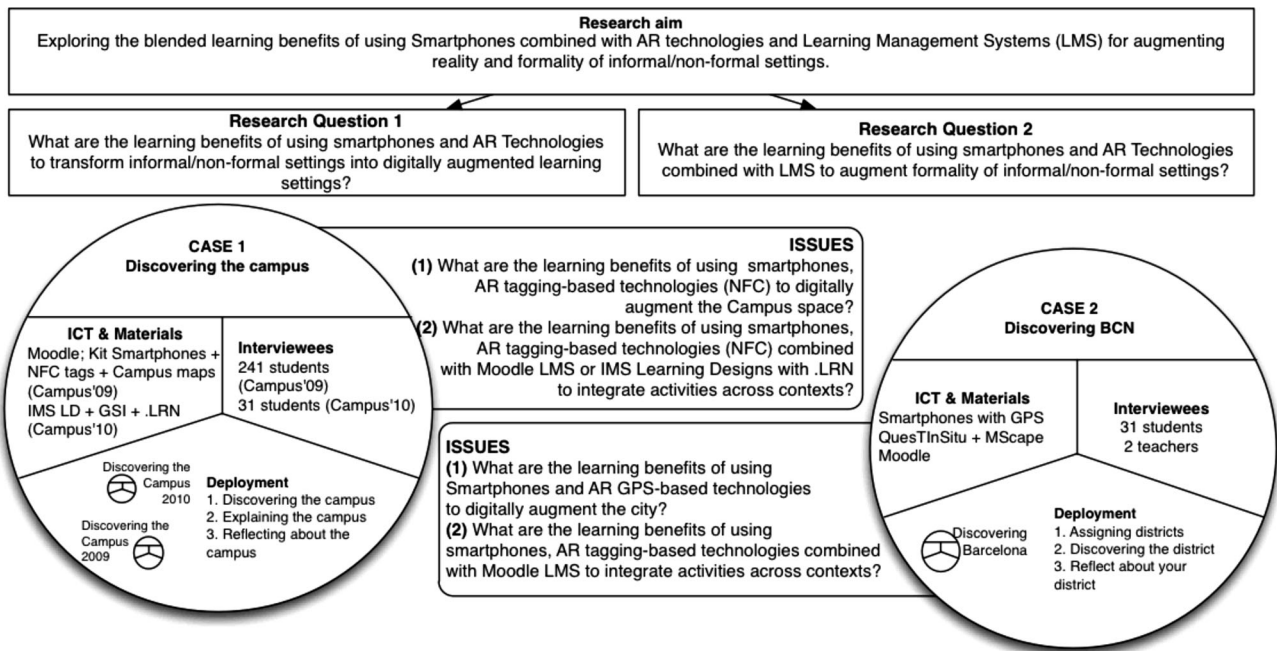 Research aim
Exploring the blended learning benefits of using Smartphones combined with AR technologies and Learning Management Systems (LMS) for augmenting
reality and formality of informal/non-formal settings.
Research Question 1
What are the learning benefits of using smartphones and AR Technologies
to transform informal/non-formal settings into digitally augmented learning
settings?
Research Question 2
What are the learning benefits of using smartphones and AR Technologies
combined with LMS to augment formality of informal/non-formal settings?
CASE 1
Discovering the campus
ICT & Materials
Moodle; Kit Smartphones +
NFC tags + Campus maps
(Campus'09)
IMS LD + GSI + .LRN
(Campus'10)
Interviewees
241 students
(Campus'09)
31 students (Campus'10)
Discovering the
Campus
2010
Discovering the
Campus
2009
Deployment
1. Discovering the campus
2. Explaining the campus
3. Reflecting about the
campus
ISSUES
(1) What are the learning benefits of using smartphones,
AR tagging-based technologies (NFC) to digitally
augment the Campus space?
(2) What are the learning benefits of using smartphones,
AR tagging-based technologies (NFC) combined
with Moodle LMS or IMS Learning Designs with .LRN
to integrate activities across contexts?
ISSUES
(1) What are the learning benefits of using
Smartphones and AR GPS-based technologies
to digitally augment the city?
(2) What are the learning benefits of using
smartphones, AR tagging-based technologies combined
with Moodle LMS to integrate activities across contexts?
CASE 2
Discovering BCN
ICT & Materials
Smartphones with GPS
QuesTInSitu + MScape
Moodle
Interviewees
31 students
2 teachers
Discovering
Barcelona
Deployment
1. Assigning districts
2. Discovering the district
3. Reflect about your
district